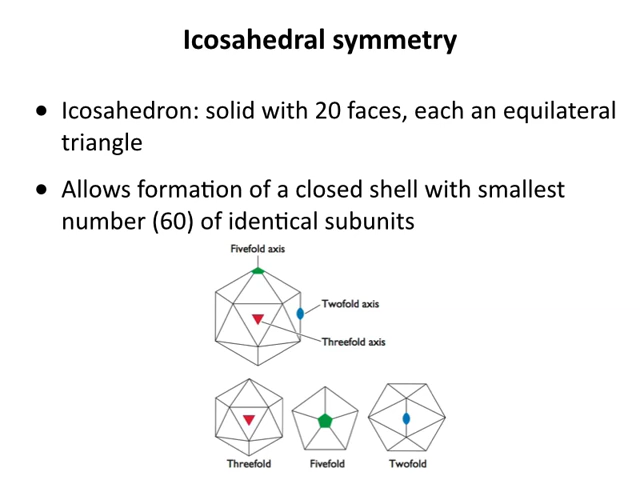 Icosahedral symmetry
• Icosahedron: solid with 20 faces, each an equilateral
triangle
• Allows formation of a closed shell with smallest
number (60) of identical subunits
Fivefold axis
Twofold axis
Threefold axis
Threefold
Fivefold
Twofold